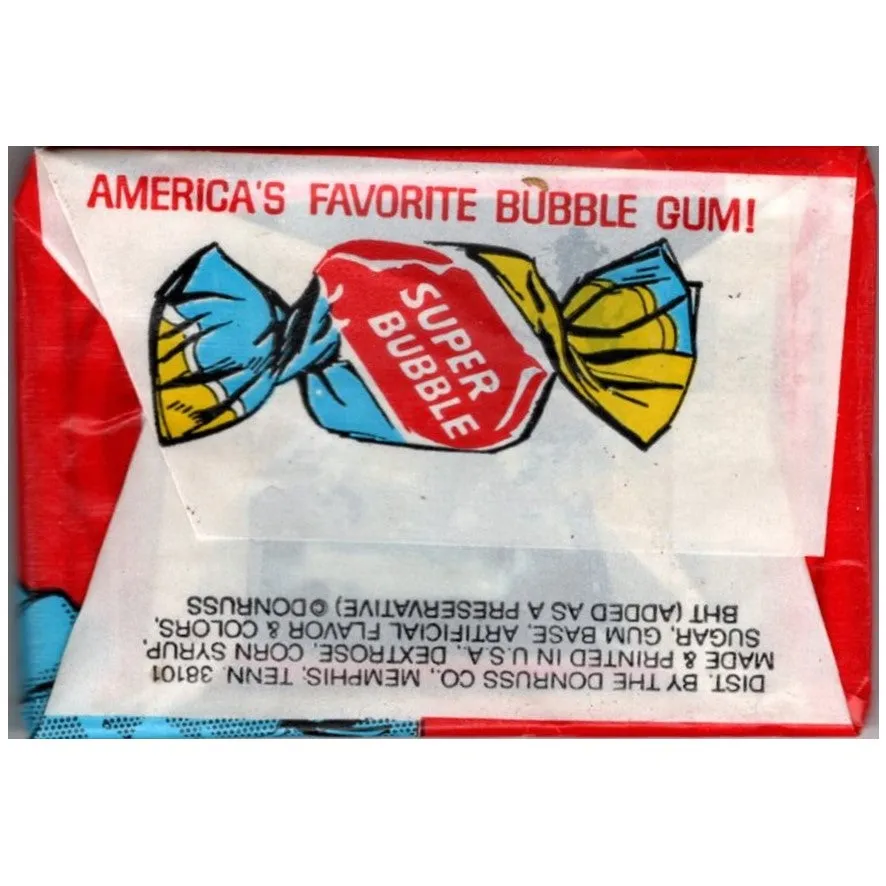 AMERICA'S FAVORITE BUBBLE GUM!
SUPER
BUBBLE
DIST. BY THE DONRUSS CO., MEMPHIS, TENN. 38101
MADE & PRINTED IN U.S.A., DEXTROSE, CORN SYRUP,
SUGAR, GUM BASE, ARTIFICIAL FLAVOR & COLORS,
BHT (ADDED AS A PRESERVATIVE) © DONRUSS